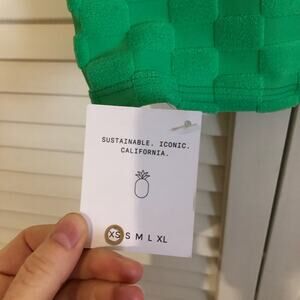 SUSTAINABLE. ICONIC.
CALIFORNIA.
XS S M L XL